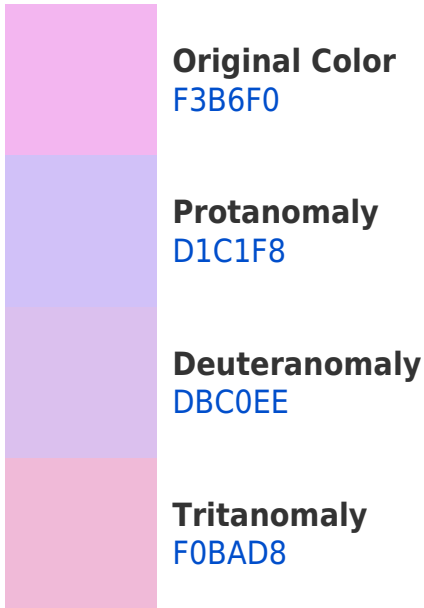 Original Color
F3B6F0
Protanomaly
D1C1F8
Deuteranomaly
DBC0EE
Tritanomaly
F0BAD8